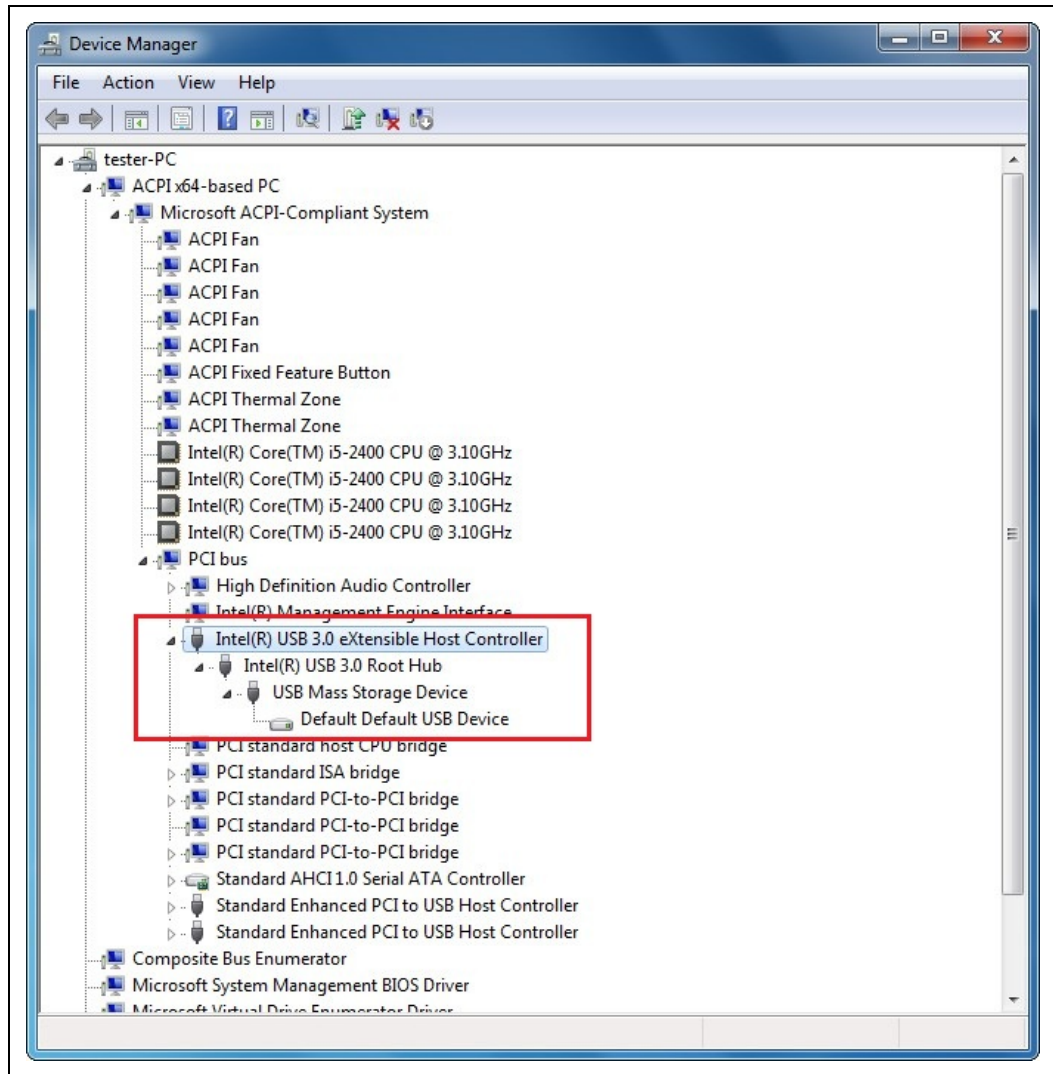 Device Manager
File Action View Help
tester-PC
ACPI x64-based PC
Microsoft ACPI-Compliant System
ACPI Fan
ACPI Fan
ACPI Fan
ACPI Fan
ACPI Fan
ACPI Fixed Feature Button
ACPI Thermal Zone
ACPI Thermal Zone
Intel(R) Core(TM) i5-2400 CPU @ 3.10GHz
Intel(R) Core(TM) i5-2400 CPU @ 3.10GHz
Intel(R) Core(TM) i5-2400 CPU @ 3.10GHz
Intel(R) Core(TM) i5-2400 CPU @ 3.10GHz
PCI bus
High Definition Audio Controller
Intel(R) Management Engine Interface
Intel(R) USB 3.0 eXtensible Host Controller
Intel(R) USB 3.0 Root Hub
USB Mass Storage Device
Default Default USB Device
PCI standard host CPU bridge
PCI standard ISA bridge
PCI standard PCI-to-PCI bridge
PCI standard PCI-to-PCI bridge
PCI standard PCI-to-PCI bridge
Standard AHCI 1.0 Serial ATA Controller
Standard Enhanced PCI to USB Host Controller
Standard Enhanced PCI to USB Host Controller
Composite Bus Enumerator
Microsoft System Management BIOS Driver
Microsoft Virtual Drive Enumerator Driver